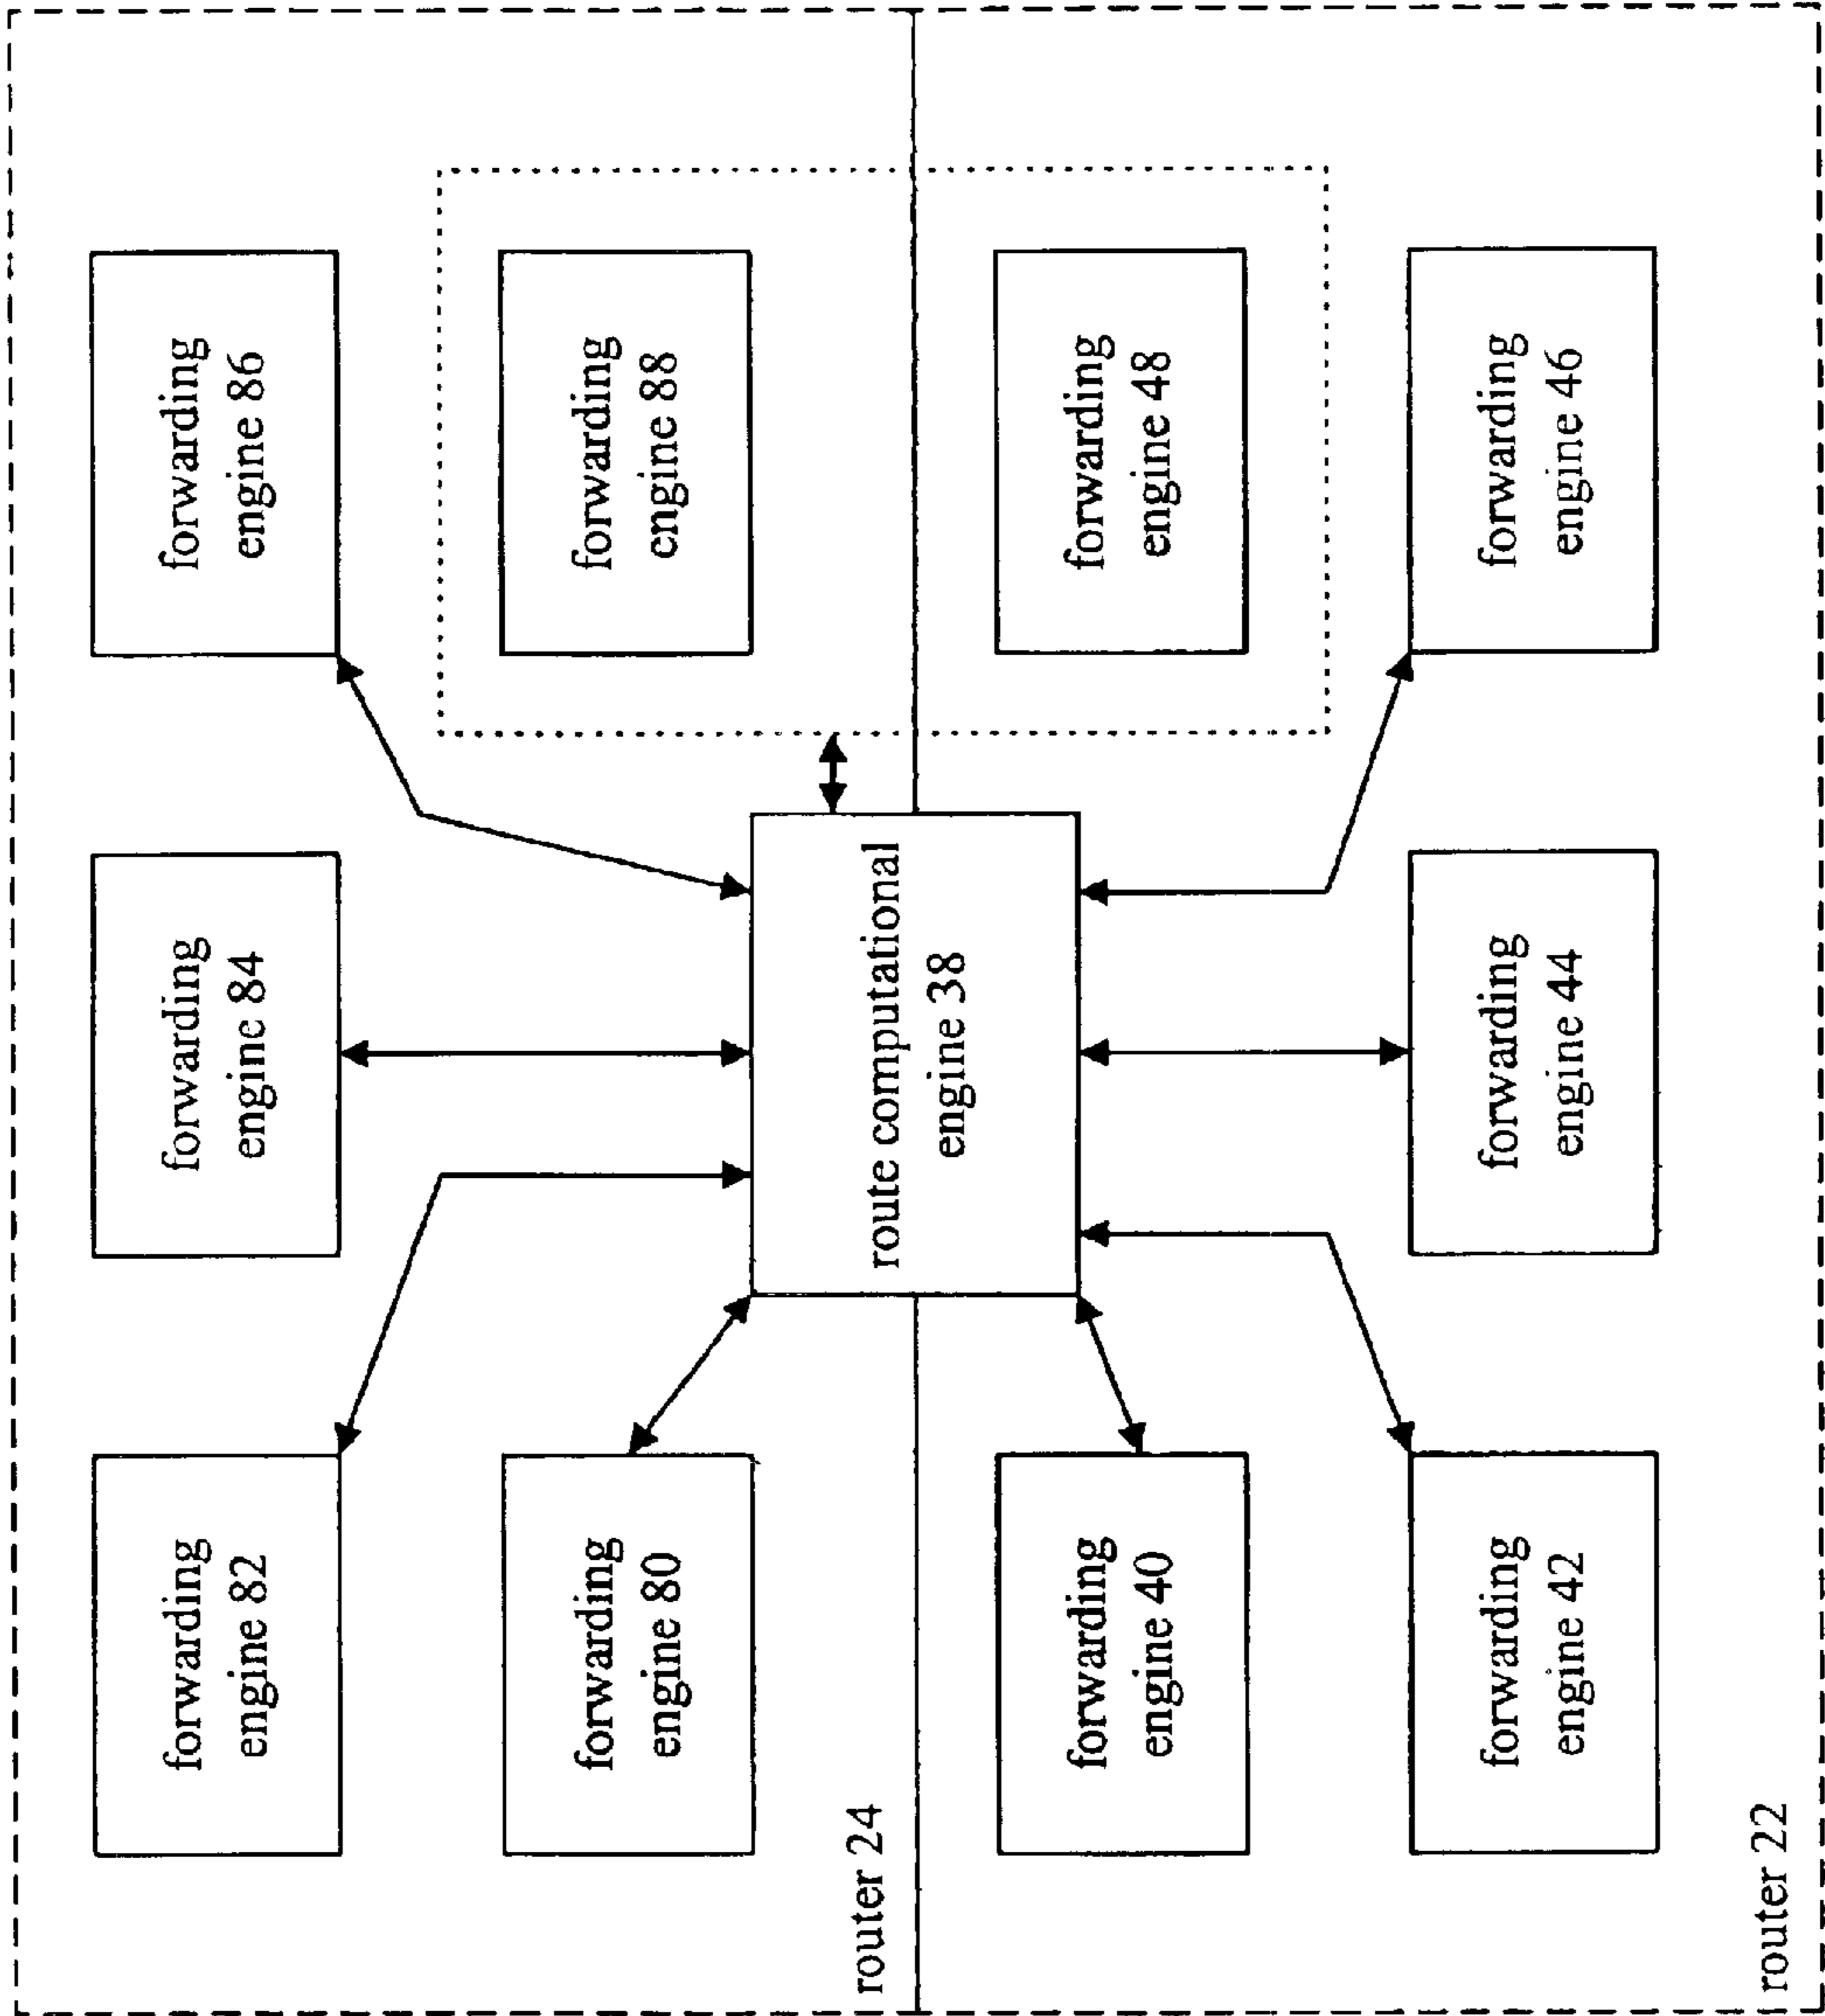 forwarding
engine 82
forwarding
engine 84
forwarding
engine 86
forwarding
engine 80
forwarding
engine 88
router 24
route computational
engine 38
forwarding
engine 40
forwarding
engine 48
forwarding
engine 42
forwarding
engine 44
forwarding
engine 46
router 22